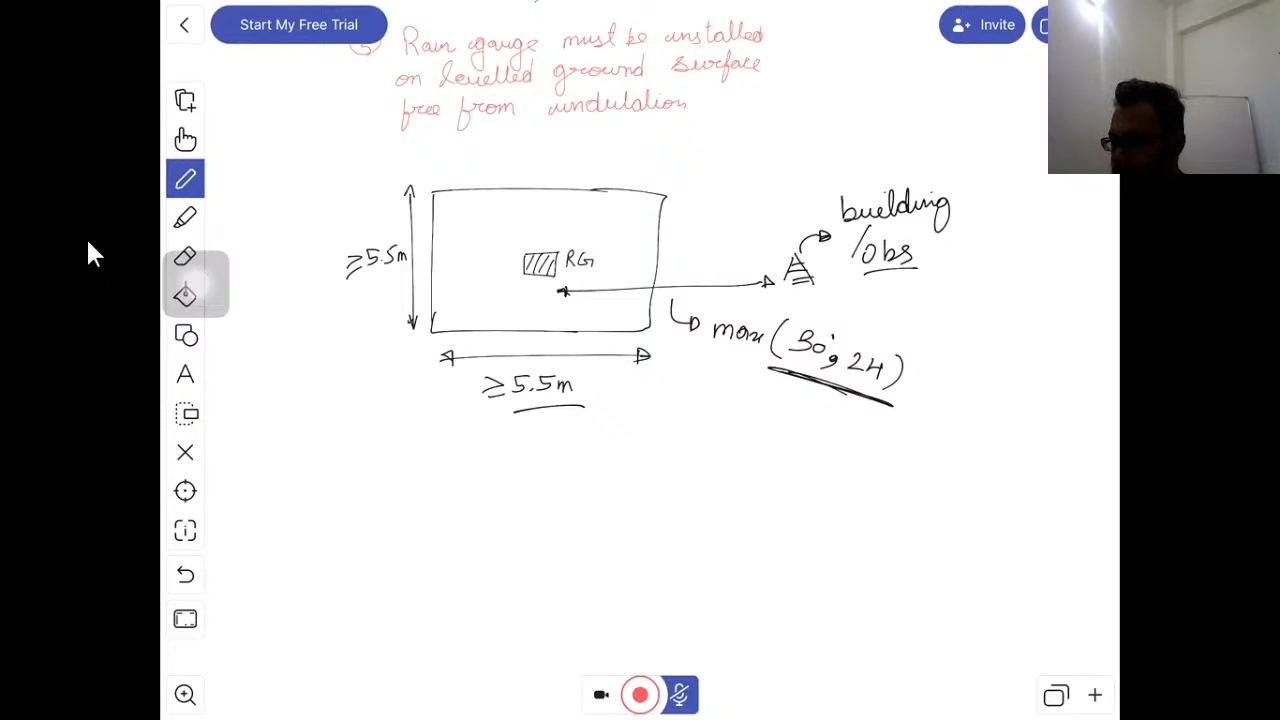 Start My Free Trial
Invite
Rain gauge must be installed
on levelled ground surface
free from undulation
building
/obs
≥5.5m
RG
max (30, 24)
≥5.5m
A